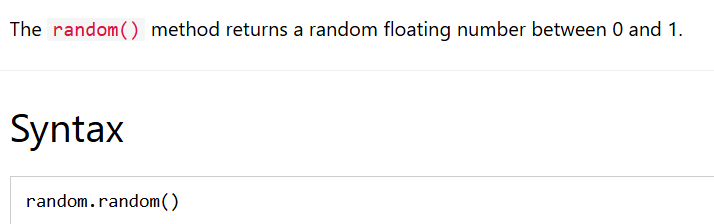 The random() method returns a random floating number between 0 and 1.
Syntax
random.random()